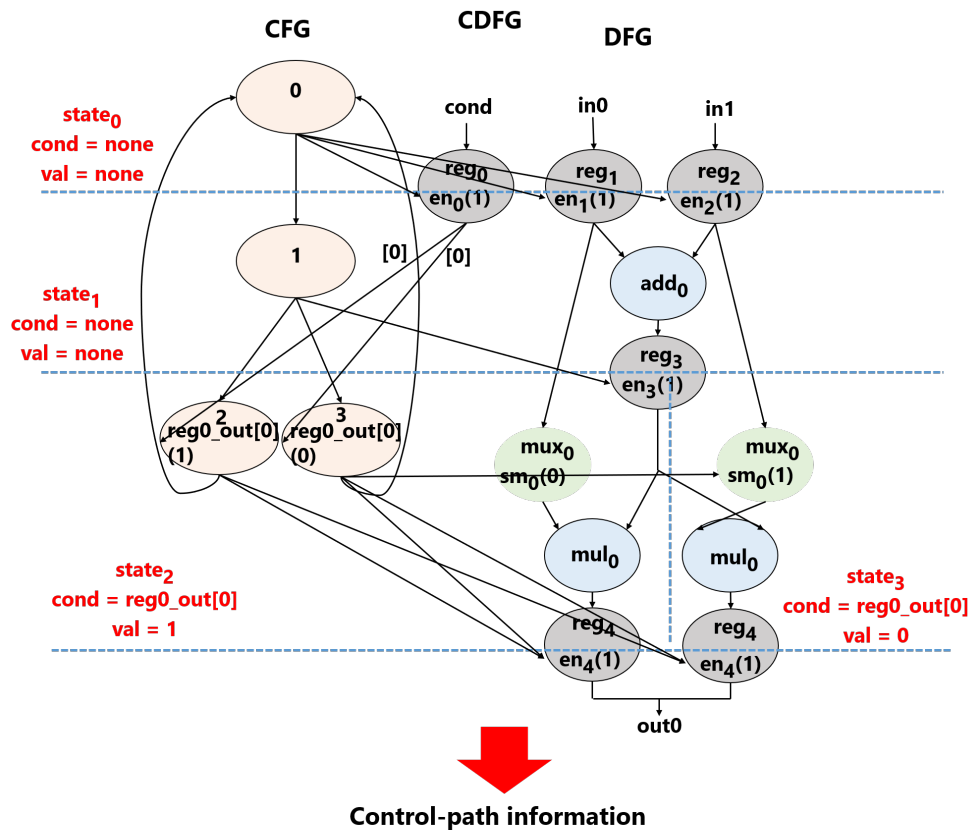 CFG
CDFG
DFG
0
state0
cond = none
val = none
cond
in0
in1
reg0
en0(1)
reg1
en1(1)
reg2
en2(1)
1
[0]
[0]
add0
state1
cond = none
val = none
reg3
en3(1)
2
reg0_out[0]
(1)
3
reg0_out[0]
(0)
mux0
sm0(0)
mux0
sm0(1)
mul0
mul0
state2
cond = reg0_out[0]
val = 1
state3
cond = reg0_out[0]
val = 0
reg4
en4(1)
reg4
en4(1)
out0
Control-path information